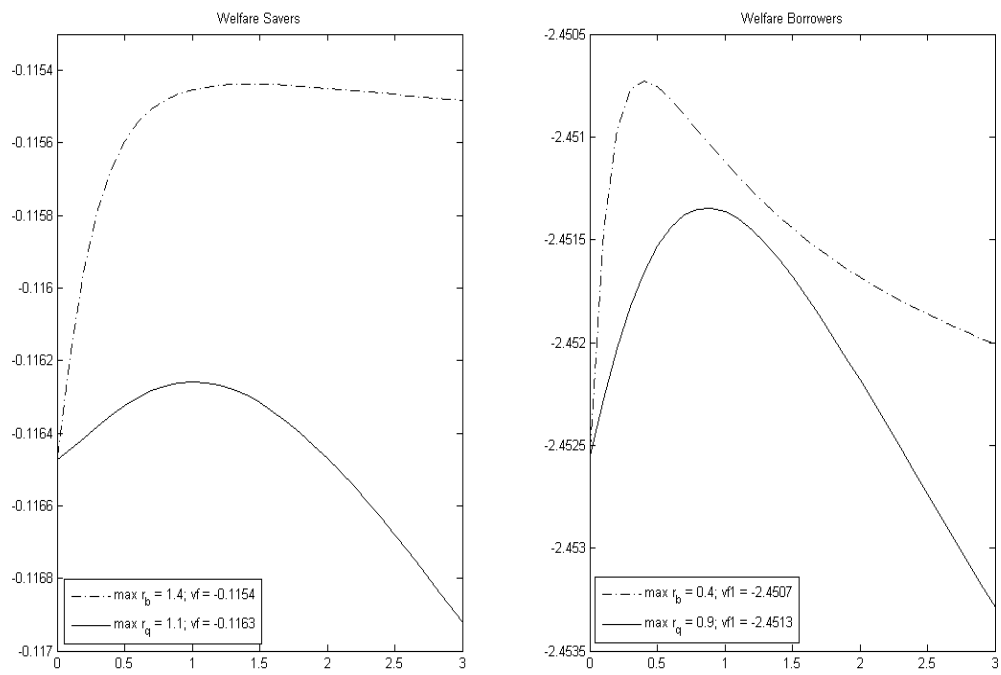 Welfare Savers
-0.1154
-0.1156
-0.1158
-0.116
-0.1162
-0.1164
-0.1166
-0.1168
-0.117
0 0.5 1 1.5 2 2.5 3
max r_b = 1.4; vf = -0.1154
max r_q = 1.1; vf = -0.1163
Welfare Borrowers
-2.4505
-2.451
-2.4515
-2.452
-2.4525
-2.453
-2.4535
0 0.5 1 1.5 2 2.5 3
max r_b = 0.4; vf1 = -2.4507
max r_q = 0.9; vf1 = -2.4513